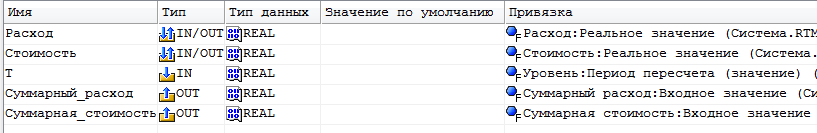 Имя Тип Тип данных Значение по умолчанию Привязка
Расход IN/OUT REAL Расход:Реальное значение (Система.RTM
Стоимость IN/OUT REAL Стоимость:Реальное значение (Система.
T IN REAL Уровень:Период пересчета (значение) (
Суммарный_расход OUT REAL Суммарный расход:Входное значение (Си
Суммарная_стоимость OUT REAL Суммарная стоимость:Входное значение